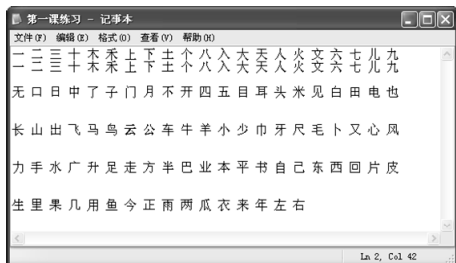 第一课练习 - 记事本
文件(F) 编辑(E) 格式(O) 查看(V) 帮助(H)
一 二 三 十 木 禾 上 下 土 个 八 入 大 天 人 火 文 六 七 儿 九
一 二 三 十 木 禾 上 下 土 个 八 入 大 天 人 火 文 六 七 儿 九
无 口 日 中 了 子 门 月 不 开 四 五 目 耳 头 米 见 白 田 电 也
长 山 出 飞 马 鸟 云 公 车 牛 羊 小 少 巾 牙 尺 毛 卜 又 心 风
力 手 水 广 升 足 走 方 半 巴 业 本 平 书 自 己 东 西 回 片 皮
生 里 果 几 用 鱼 今 正 雨 两 瓜 衣 来 年 左 右
Ln 2, Col 42